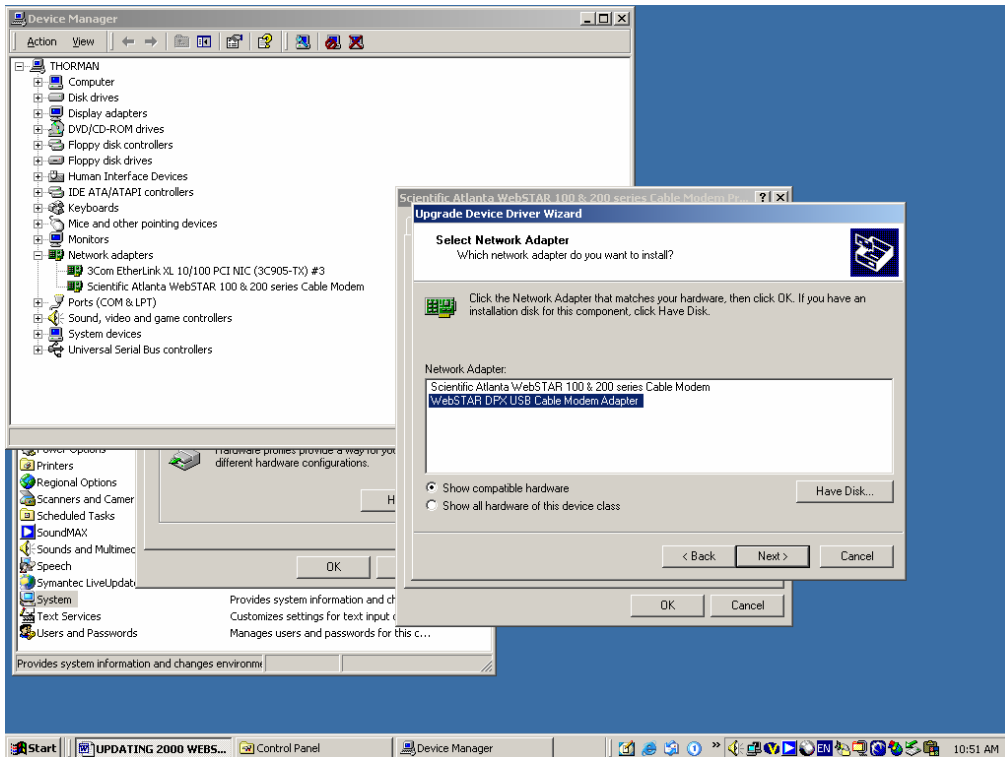 Device Manager
Action View
THORMAN
Computer
Disk drives
Display adapters
DVD/CD-ROM drives
Floppy disk controllers
Floppy disk drives
Human Interface Devices
IDE ATA/ATAPI controllers
Keyboards
Mice and other pointing devices
Monitors
Network adapters
3Com EtherLink XL 10/100 PCI NIC (3C905-TX) #3
Scientific Atlanta WebSTAR 100 & 200 series Cable Modem
Ports (COM & LPT)
Sound, video and game controllers
System devices
Universal Serial Bus controllers
Scientific Atlanta WebSTAR 100 & 200 series Cable Modem Pr...
Upgrade Device Driver Wizard
Select Network Adapter
Which network adapter do you want to install?
Click the Network Adapter that matches your hardware, then click OK. If you have an
installation disk for this component, click Have Disk.
Network Adapter:
Scientific Atlanta WebSTAR 100 & 200 series Cable Modem
WebSTAR DPX USB Cable Modem Adapter
Show compatible hardware
Show all hardware of this device class
Have Disk...
< Back
Next >
Cancel
OK
Cancel
Power Options
Printers
Regional Options
Scanners and Camer
Scheduled Tasks
SoundMAX
Sounds and Multimec
Speech
Symantec LiveUpdat
System
Text Services
Users and Passwords
Hardware profiles provide a way for you
different hardware configurations.
H
OK
Provides system information and ch
Customizes settings for text input
Manages users and passwords for this c...
Provides system information and changes environme
Start
UPDATING 2000 WEBS...
Control Panel
Device Manager
EN
10:51 AM